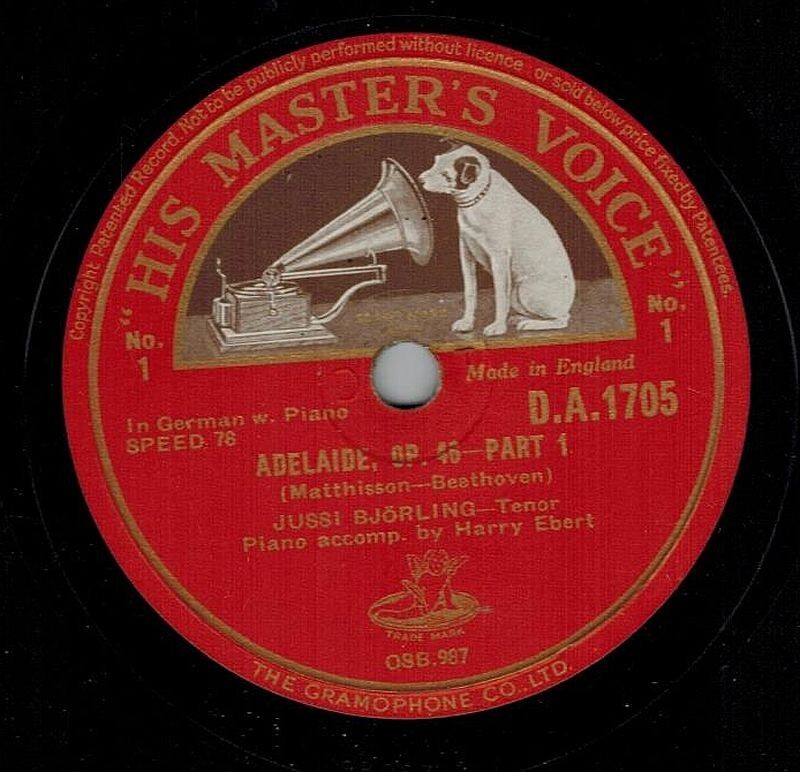 Copyright Patented Record. Not to be publicly performed without licence or sold below price fixed by Patentees.
"HIS MASTER'S VOICE"
No. 1
No. 1
Made in England
In German w. Piano
D.A.1705
SPEED 78
ADELAIDE, OP. 46—PART 1
(Matthisson—Beethoven)
JUSSI BJÖRLING—Tenor
Piano accomp. by Harry Ebert
TRADE MARK
OSB.987
THE GRAMOPHONE CO., LTD.